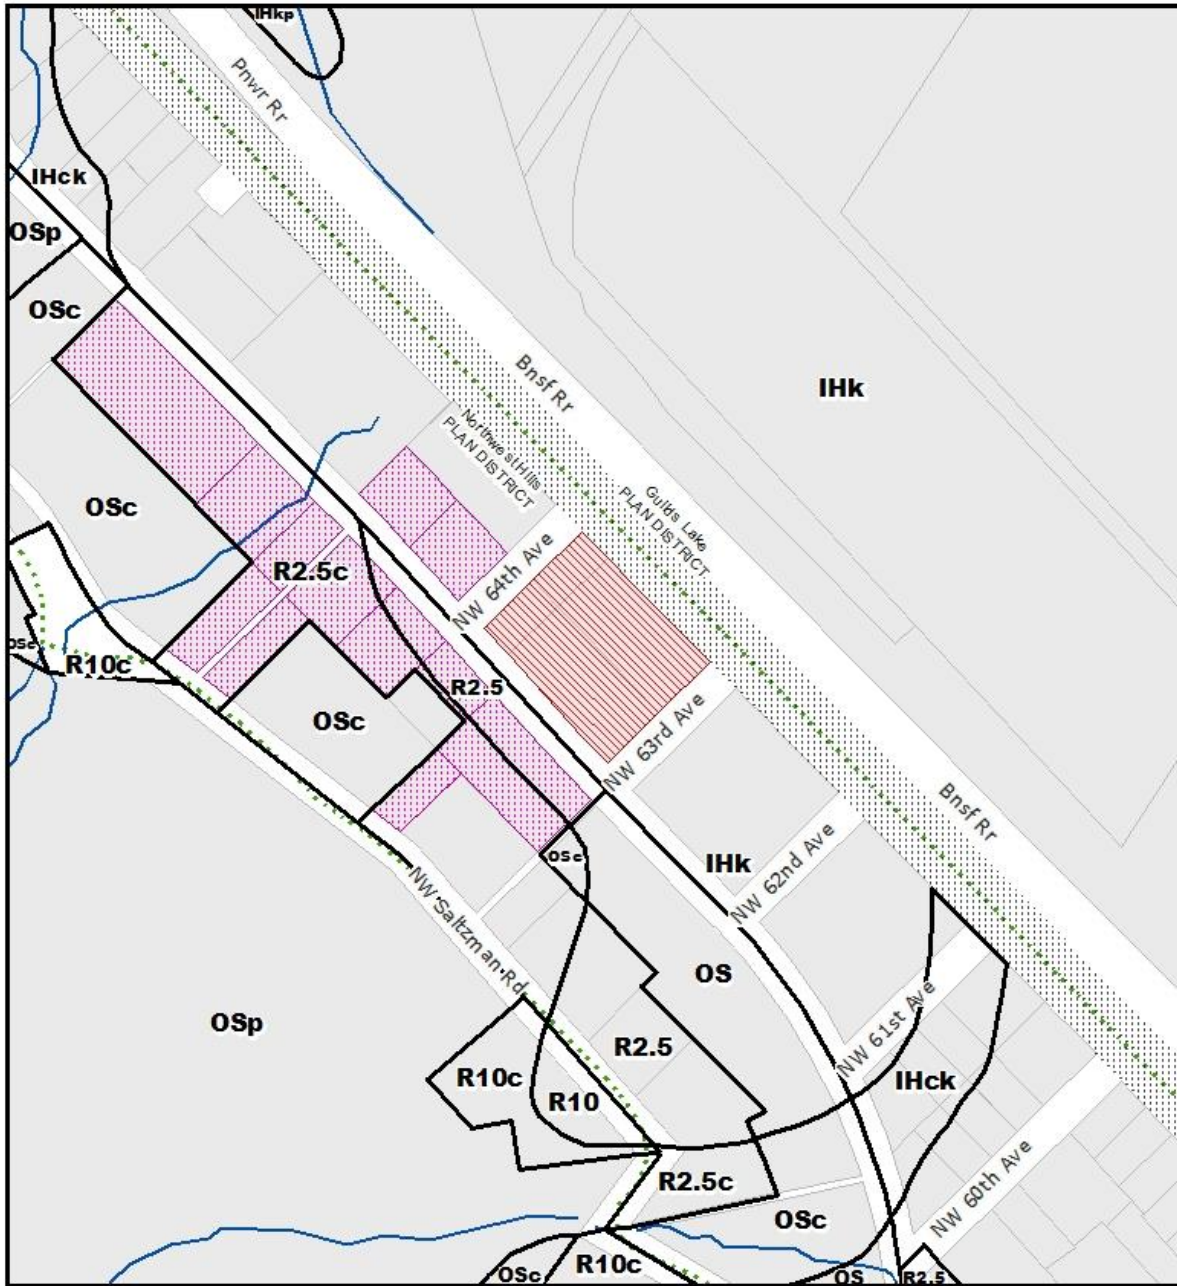 IHkp
Pnwr Rr
IHck
OSp
OSc
Bnsf Rr
IHk
Northwest Hills
PLAN DISTRICT
Guilds Lake
PLAN DISTRICT
OSc
NW 64th Ave
R2.5c
OSe
R10c
R2.5
OSc
NW 63rd Ave
Bnsf Rr
OSe
IHk
NW 62nd Ave
NW Saltzman Rd
OS
OSp
NW 61st Ave
R2.5
R10c
R10
IHck
NW 60th Ave
R2.5c
OSc
R10c
OSc
OS
R2.5